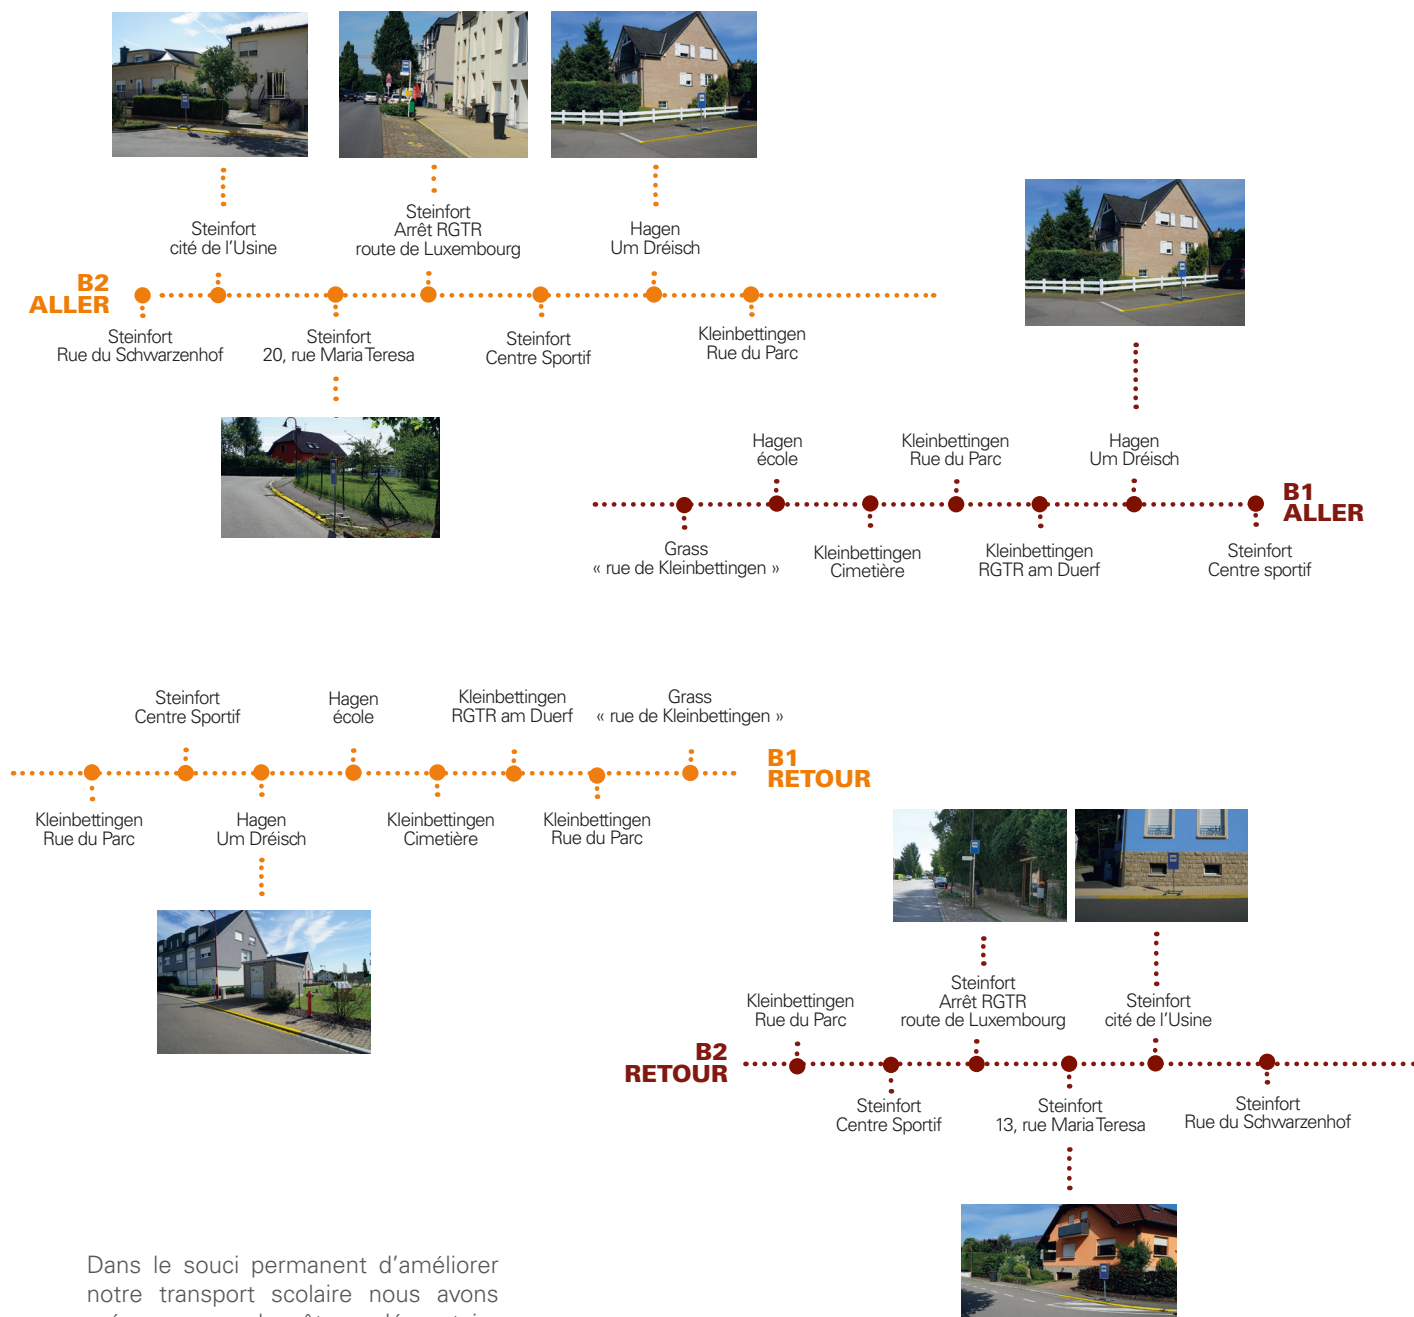 Steinfort
cité de l'Usine
Steinfort
Arrêt RGTR
route de Luxembourg
Hagen
Um Dréisch
B2
ALLER
Steinfort
Rue du Schwarzenhof
Steinfort
20, rue Maria Teresa
Steinfort
Centre Sportif
Kleinbettingen
Rue du Parc
Hagen
école
Kleinbettingen
Rue du Parc
Hagen
Um Dréisch
B1
ALLER
Grass
« rue de Kleinbettingen »
Kleinbettingen
Cimetière
Kleinbettingen
RGTR am Duerf
Steinfort
Centre sportif
Steinfort
Centre Sportif
Hagen
école
Kleinbettingen
RGTR am Duerf
Grass
« rue de Kleinbettingen »
B1
RETOUR
Kleinbettingen
Rue du Parc
Hagen
Um Dréisch
Kleinbettingen
Cimetière
Kleinbettingen
Rue du Parc
Kleinbettingen
Rue du Parc
Steinfort
Arrêt RGTR
route de Luxembourg
Steinfort
cité de l'Usine
B2
RETOUR
Steinfort
Centre Sportif
Steinfort
13, rue Maria Teresa
Steinfort
Rue du Schwarzenhof
Dans le souci permanent d'améliorer
notre transport scolaire nous avons